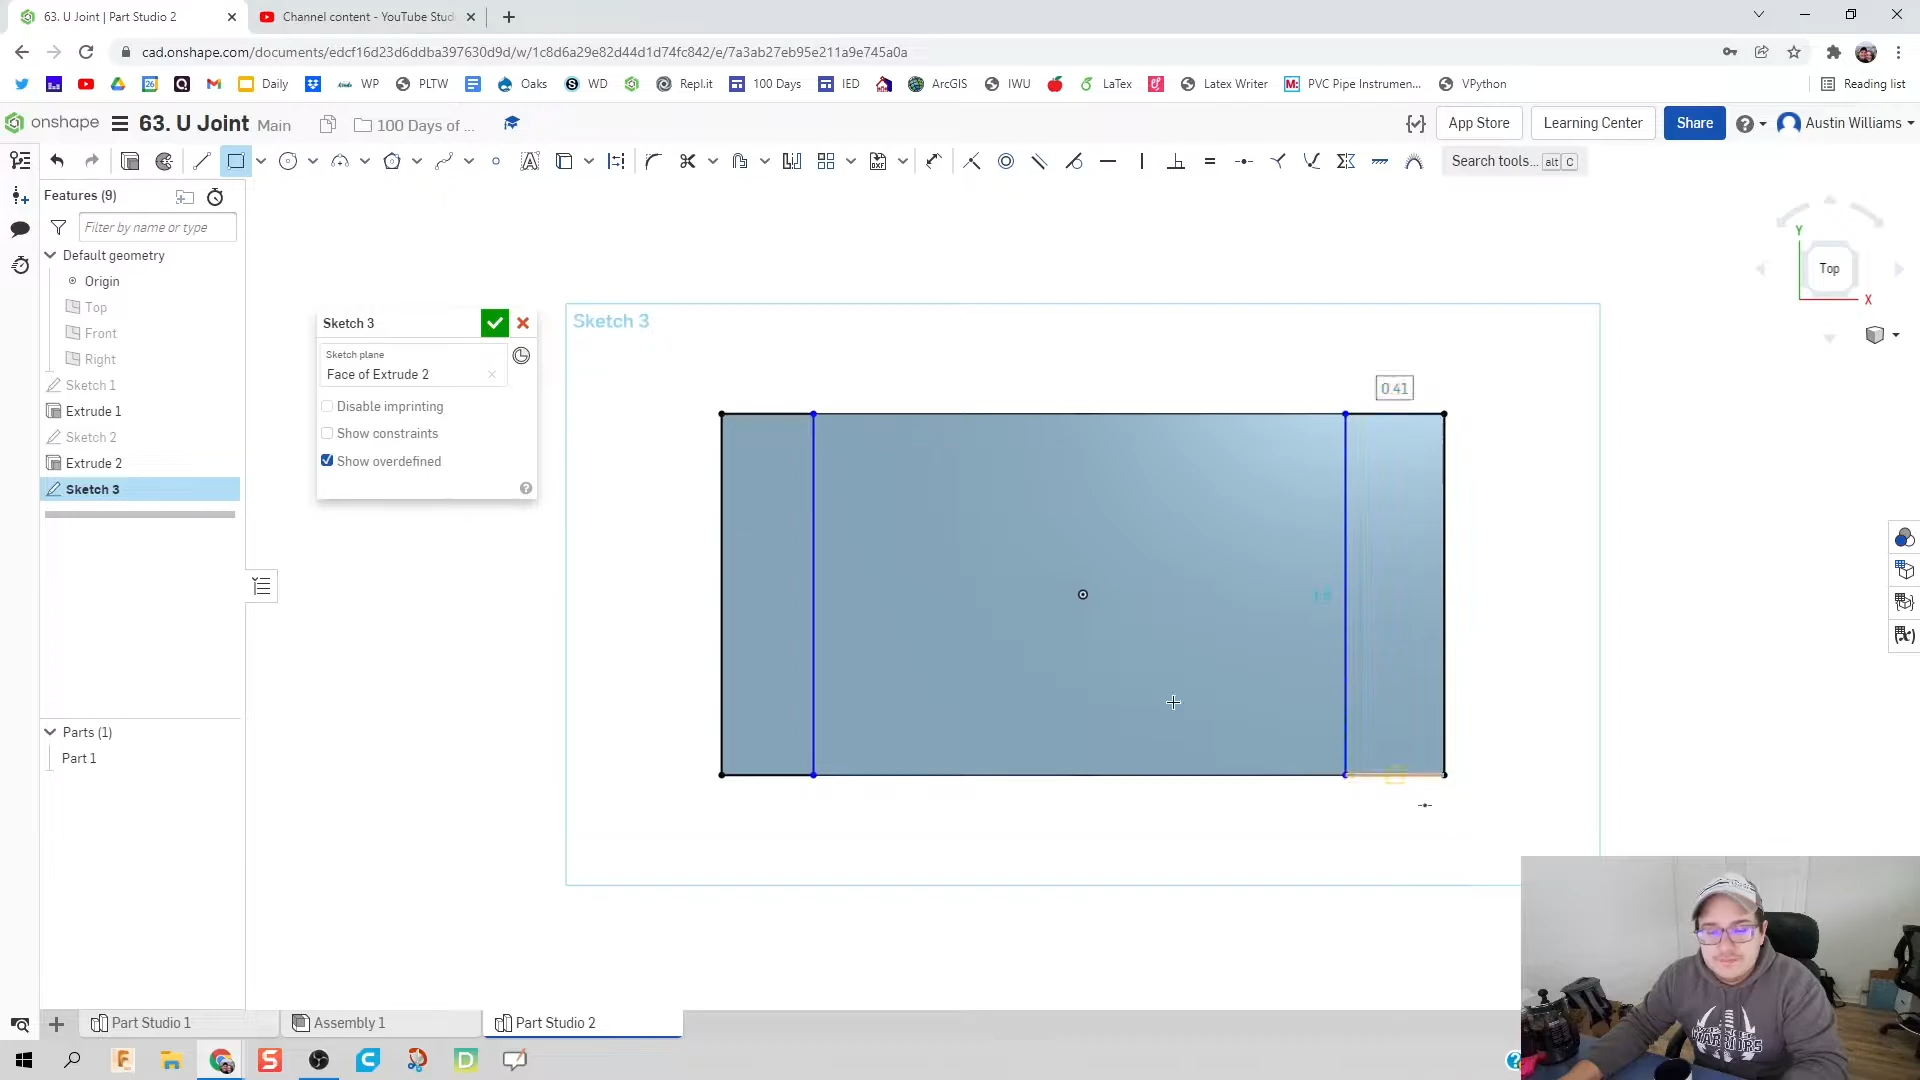 63. U Joint | Part Studio 2
Channel content - YouTube Stud
cad.onshape.com/documents/edcf16d23d6ddba397630d9d/w/1c8d6a29e82d44d1d74fc842/e/7a3ab27eb95e211a9e745a0a
Daily
WP
PLTW
Oaks
WD
Repl.it
100 Days
IED
ArcGIS
IWU
LaTex
Latex Writer
PVC Pipe Instrumen...
VPython
Reading list
onshape
63. U Joint
Main
100 Days of ...
App Store
Learning Center
Share
Austin Williams
Search tools...
alt
C
Features (9)
Filter by name or type
Default geometry
Origin
Top
Front
Right
Sketch 1
Extrude 1
Sketch 2
Extrude 2
Sketch 3
Parts (1)
Part 1
Sketch 3
Sketch plane
Face of Extrude 2
Disable imprinting
Show constraints
Show overdefined
Sketch 3
0.41
Y
Top
X
Part Studio 1
Assembly 1
Part Studio 2